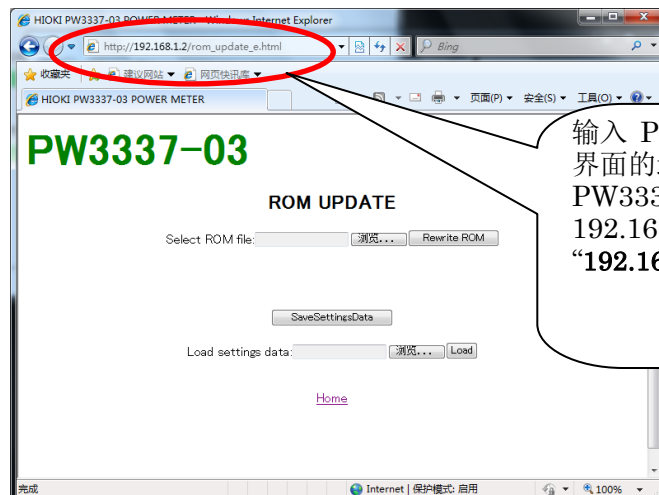 HIOKI PW3337-03 POWER METER - Windows Internet Explorer
http://192.168.1.2/rom_update_e.html
Bing
收藏夹 建议网站 网页快讯库
HIOKI PW3337-03 POWER METER
页面(P) 安全(S) 工具(O)
PW3337-03
ROM UPDATE
Select ROM file: 浏览... Rewrite ROM
SaveSettingsData
Load settings data: 浏览... Load
Home
输入 P
界面的
PW333
192.16
“192.16
完成 Internet | 保护模式: 启用 100%